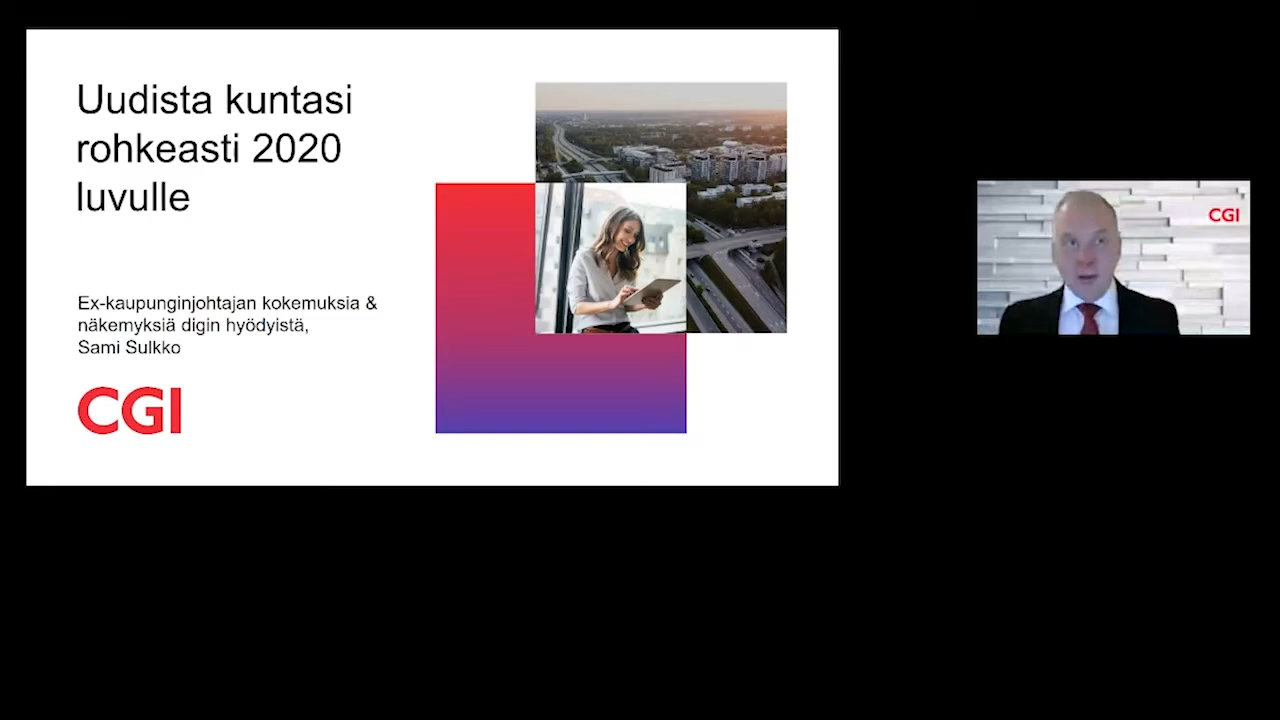 Uudista kuntasi
rohkeasti 2020
luvulle
Ex-kaupunginjohtajan kokemuksia &
näkemyksiä digin hyödyistä,
Sami Sulkko
CGI
CGI